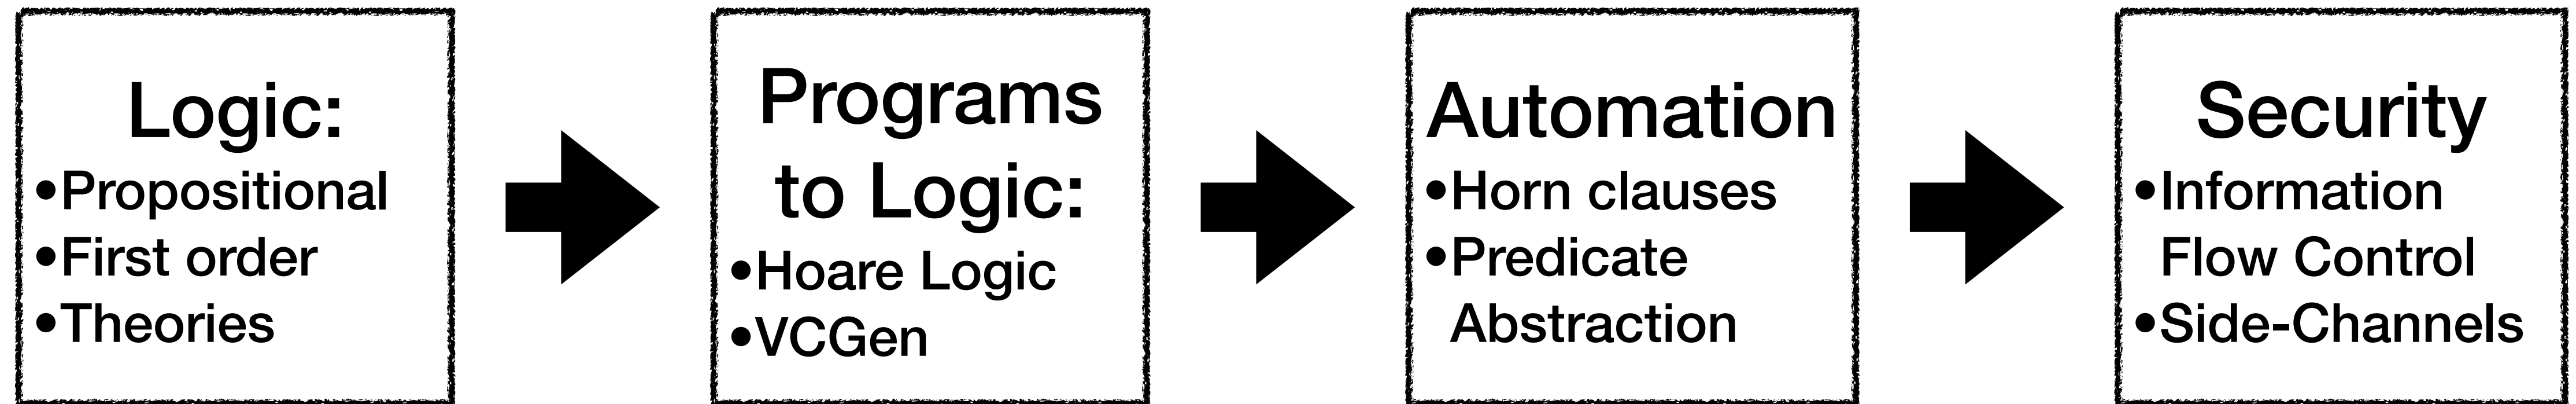 Logic:
•Propositional
•First order
•Theories
Programs
to Logic:
•Hoare Logic
•VCGen
Automation
•Horn clauses
•Predicate
Abstraction
Security
•Information
Flow Control
•Side-Channels